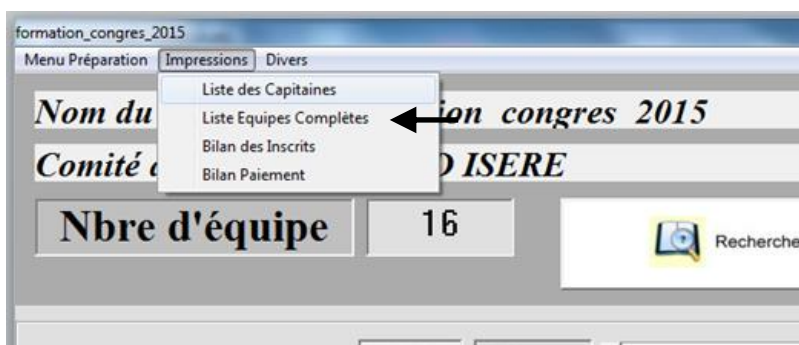 formation_congres_2015
Menu Préparation Impressions Divers
Liste des Capitaines
Nom du ion congres 2015
Liste Equipes Complètes
Bilan des Inscrits
Comité ISERE
Bilan Paiement
Nbre d'équipe 16
Recherche